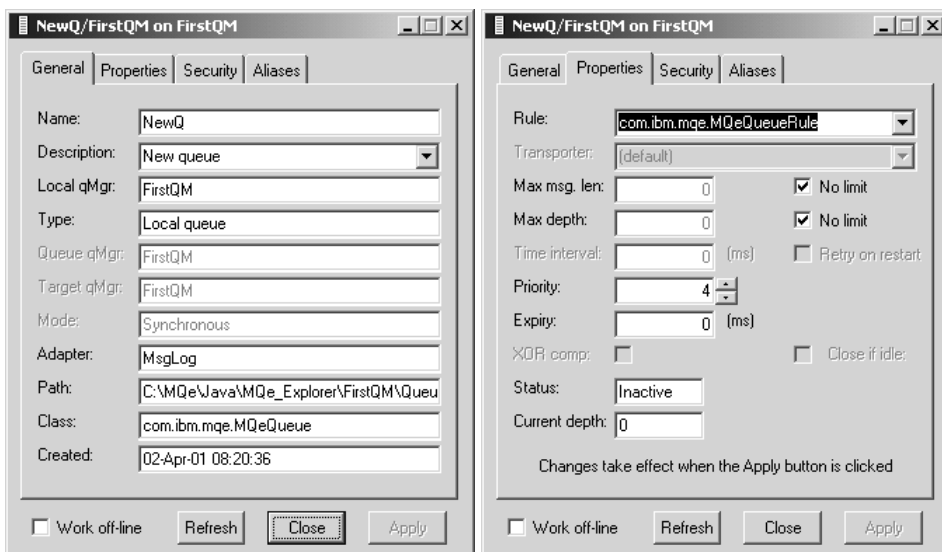 NewQ/FirstQM on FirstQM
General Properties Security Aliases
Name: NewQ
Description: New queue
Local qMgr: FirstQM
Type: Local queue
Queue qMgr: FirstQM
Target qMgr: FirstQM
Mode: Synchronous
Adapter: MsgLog
Path: C:\MQe\Java\MQe_Explorer\FirstQM\Queu
Class: com.ibm.mqe.MQeQueue
Created: 02-Apr-01 08:20:36
Work off-line Refresh Close Apply
NewQ/FirstQM on FirstQM
General Properties Security Aliases
Rule: com.ibm.mqe.MQeQueueRule
Transporter: (default)
Max msg. len: 0 No limit
Max depth: 0 No limit
Time interval: 0 (ms) Retry on restart
Priority: 4
Expiry: 0 (ms)
XOR comp: Close if idle:
Status: Inactive
Current depth: 0
Changes take effect when the Apply button is clicked
Work off-line Refresh Close Apply